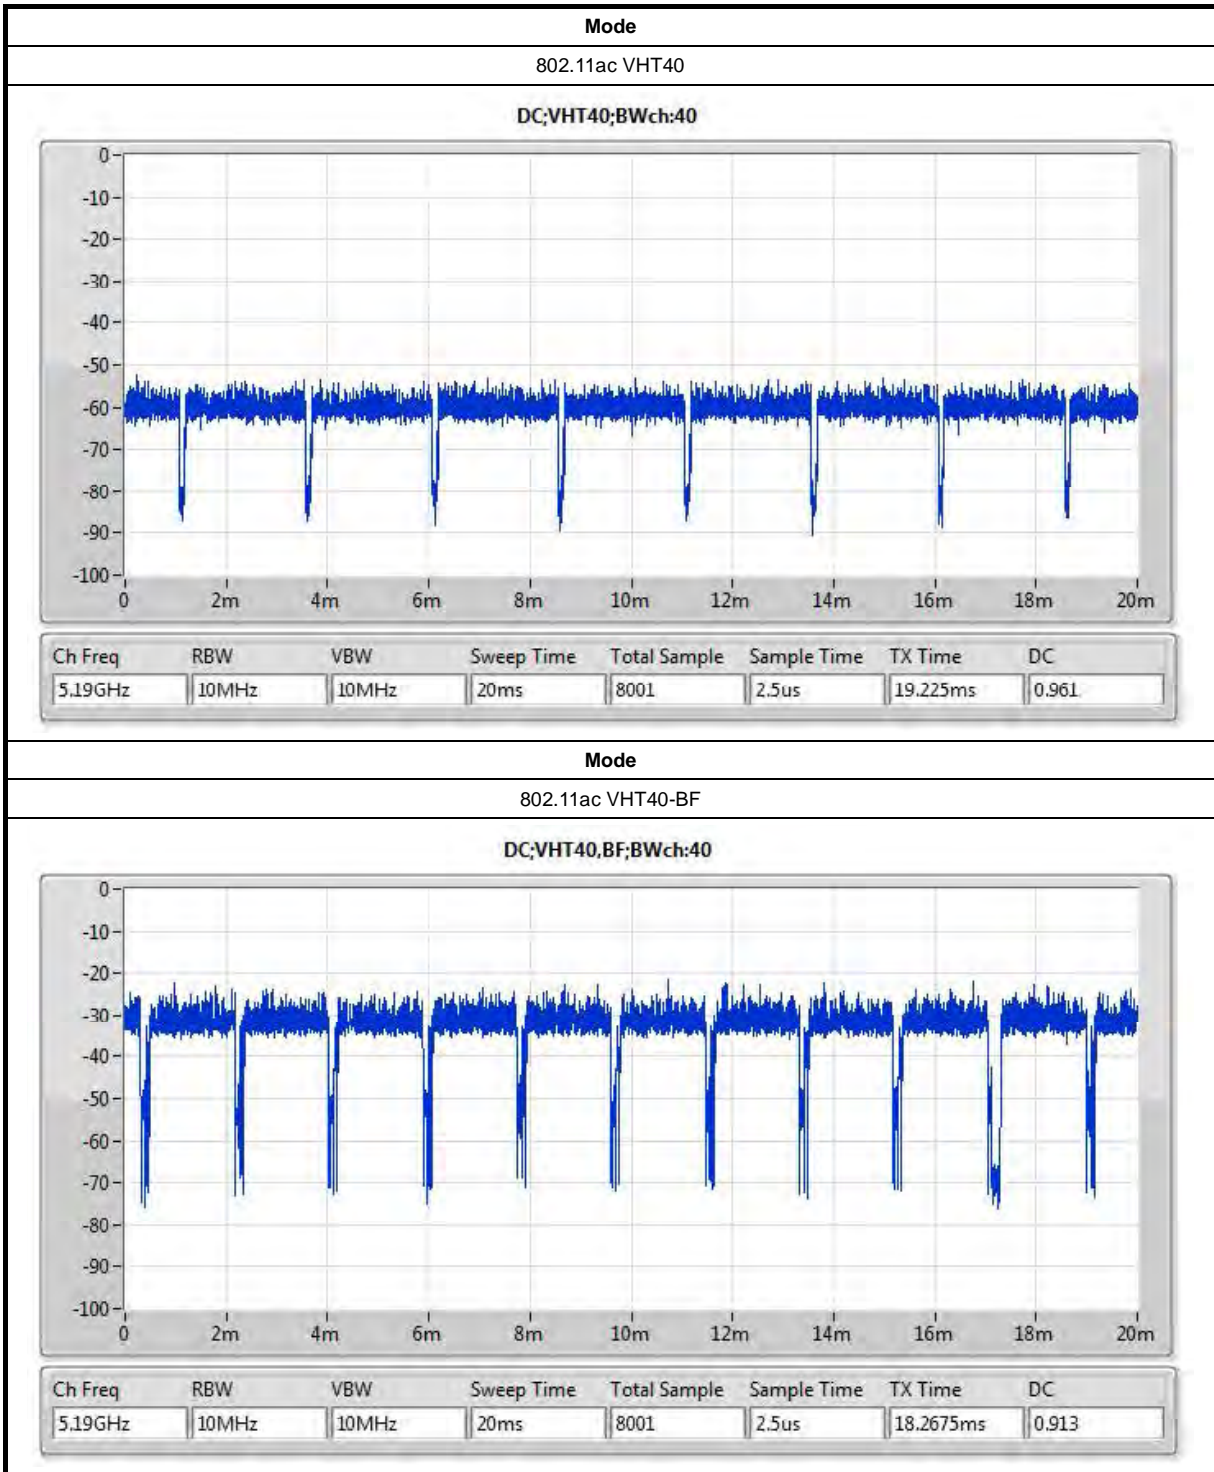 Mode
802.11ac VHT40
DC;VHT40;BWch:40
0
-10
-20
-30
-40
-50
-60
-70
-80
-90
-100
0 2m 4m 6m 8m 10m 12m 14m 16m 18m 20m
Ch Freq RBW VBW Sweep Time Total Sample Sample Time TX Time DC
5.19GHz 10MHz 10MHz 20ms 8001 2.5us 19.225ms 0.961
Mode
802.11ac VHT40-BF
DC;VHT40,BF;BWch:40
0
-10
-20
-30
-40
-50
-60
-70
-80
-90
-100
0 2m 4m 6m 8m 10m 12m 14m 16m 18m 20m
Ch Freq RBW VBW Sweep Time Total Sample Sample Time TX Time DC
5.19GHz 10MHz 10MHz 20ms 8001 2.5us 18.2675ms 0.913